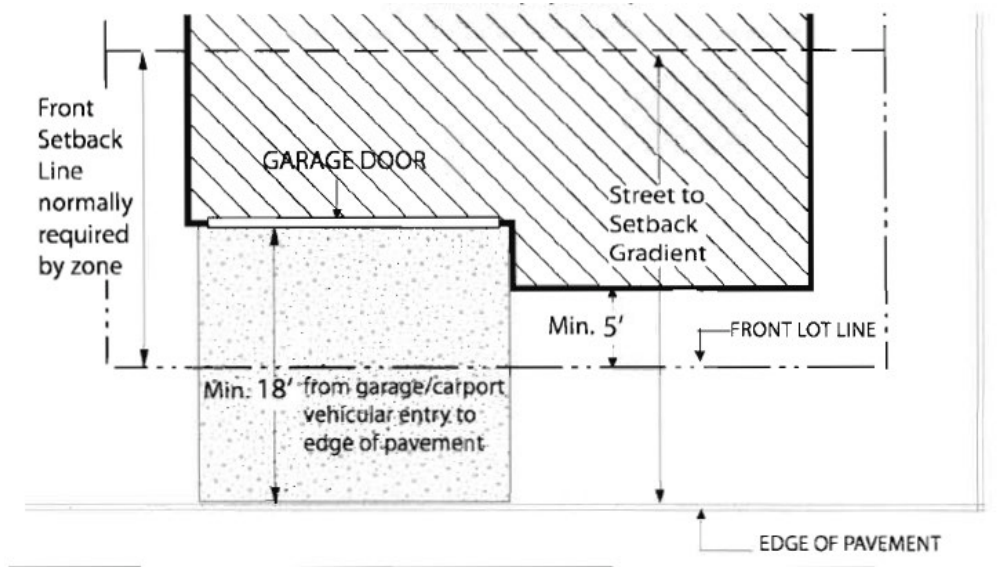 Front
Setback
Line
normally
required
by zone
GARAGE DOOR
Street to
Setback
Gradient
Min. 5'
FRONT LOT LINE
Min. 18' from garage/carport
vehicular entry to
edge of pavement
EDGE OF PAVEMENT